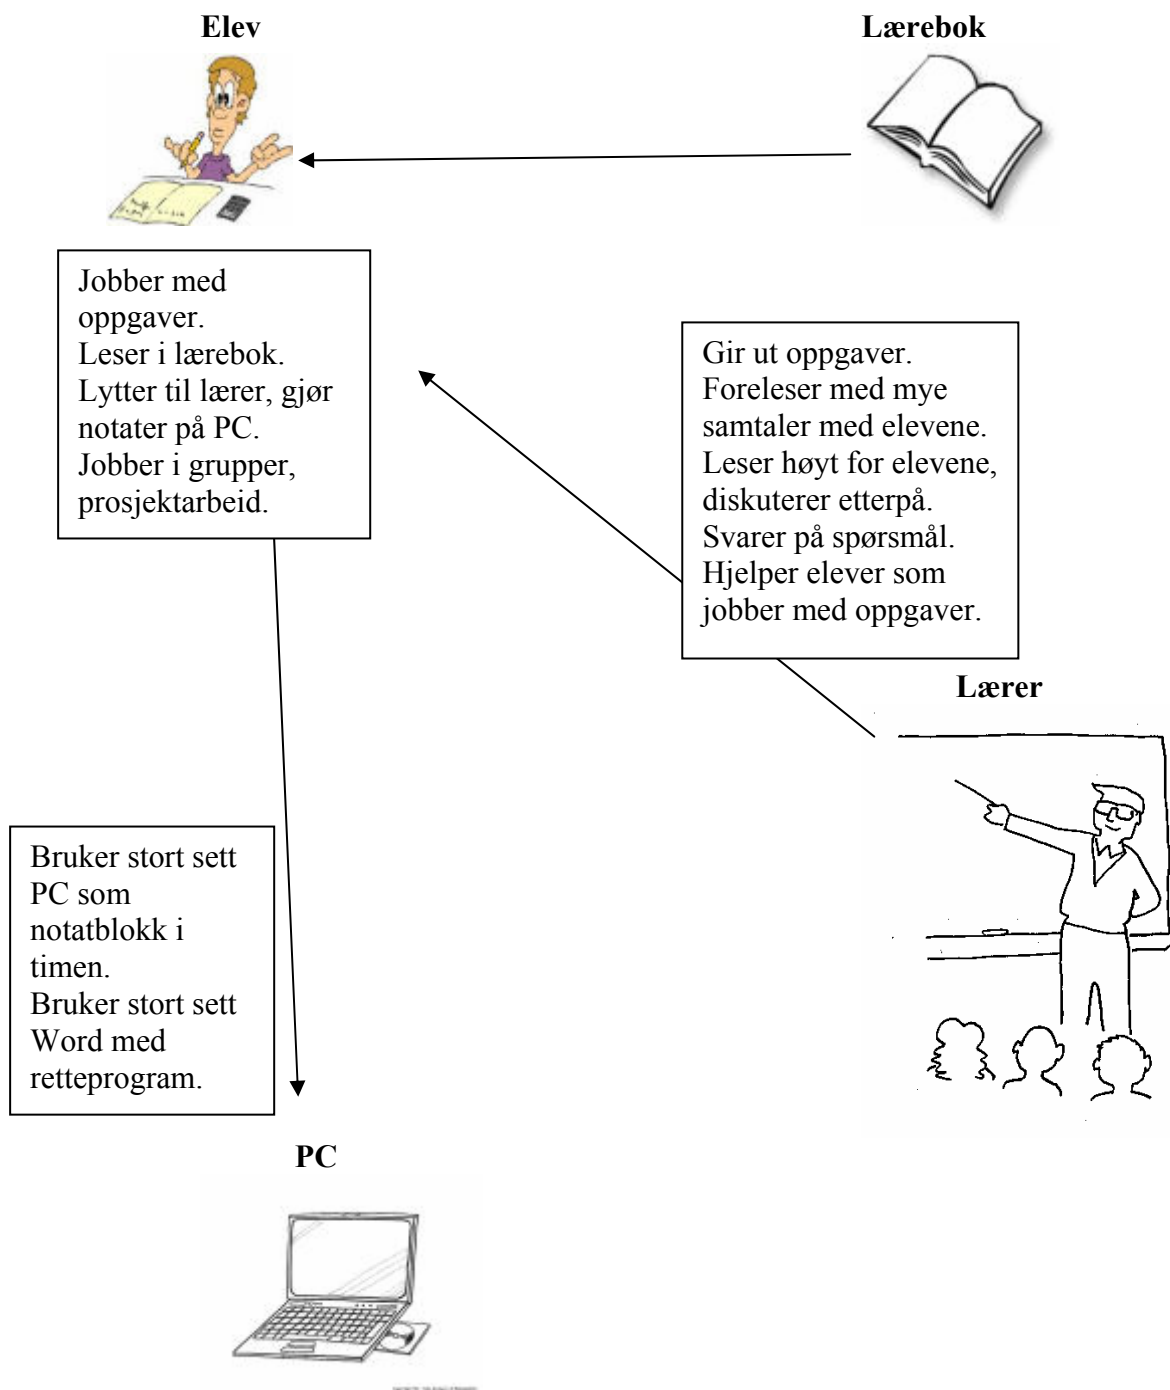 Elev
Lærebok
Jobber med
oppgaver.
Leser i lærebok.
Lytter til lærer, gjør
notater på PC.
Jobber i grupper,
prosjektarbeid.
Gir ut oppgaver.
Foreleser med mye
samtaler med elevene.
Leser høyt for elevene,
diskuterer etterpå.
Svarer på spørsmål.
Hjelper elever som
jobber med oppgaver.
Lærer
Bruker stort sett
PC som
notatblokk i
timen.
Bruker stort sett
Word med
retteprogram.
PC